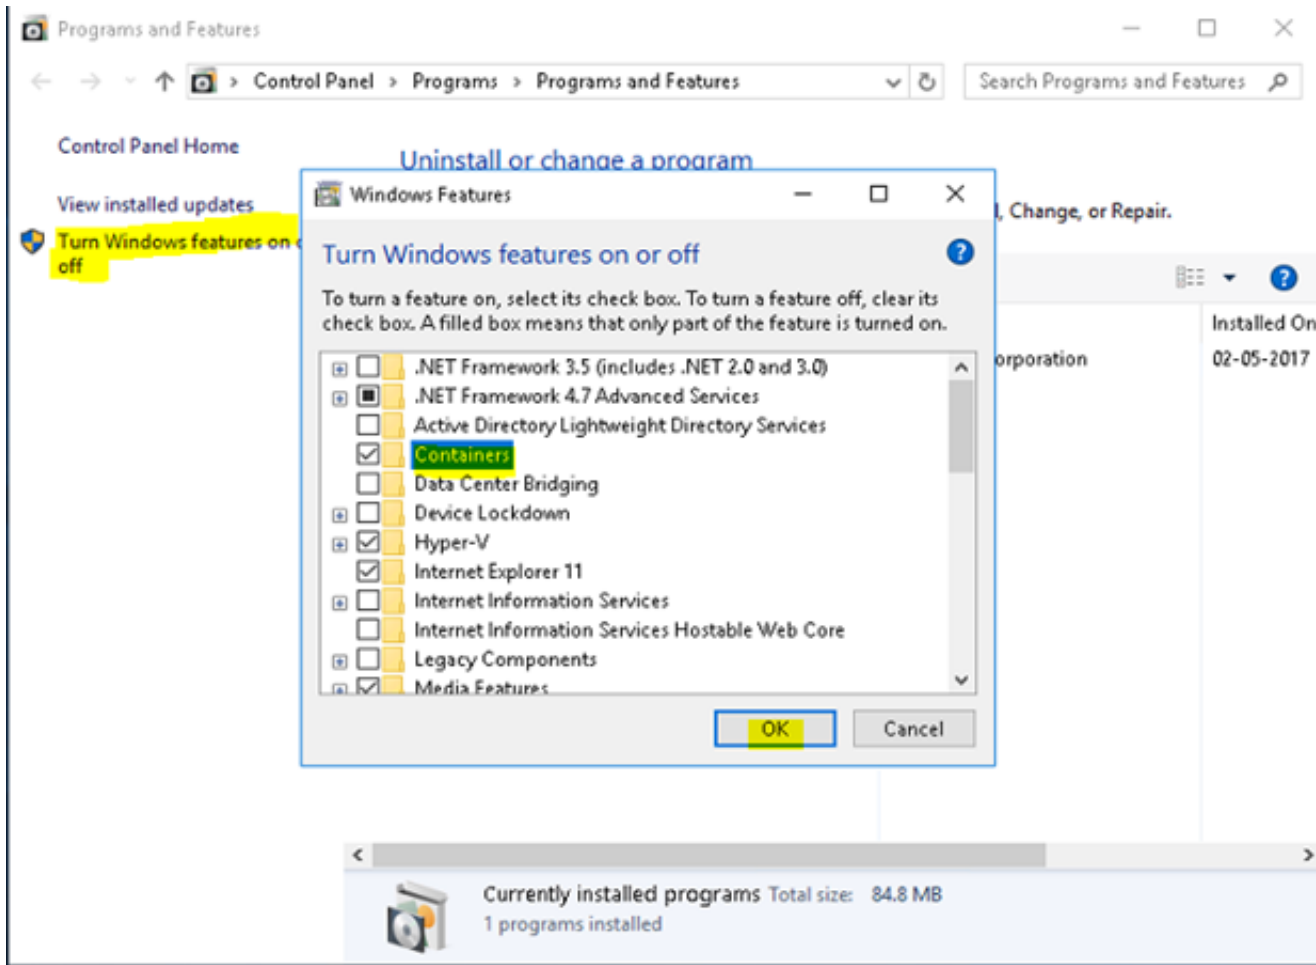 Programs and Features
Control Panel > Programs > Programs and Features
Search Programs and Features
Control Panel Home
View installed updates
Turn Windows features on
off
Uninstall or change a program
, Change, or Repair.
Installed On
orporation
02-05-2017
Windows Features
Turn Windows features on or off
To turn a feature on, select its check box. To turn a feature off, clear its
check box. A filled box means that only part of the feature is turned on.
.NET Framework 3.5 (includes .NET 2.0 and 3.0)
.NET Framework 4.7 Advanced Services
Active Directory Lightweight Directory Services
Containers
Data Center Bridging
Device Lockdown
Hyper-V
Internet Explorer 11
Internet Information Services
Internet Information Services Hostable Web Core
Legacy Components
Media Features
OK
Cancel
Currently installed programs Total size: 84.8 MB
1 programs installed